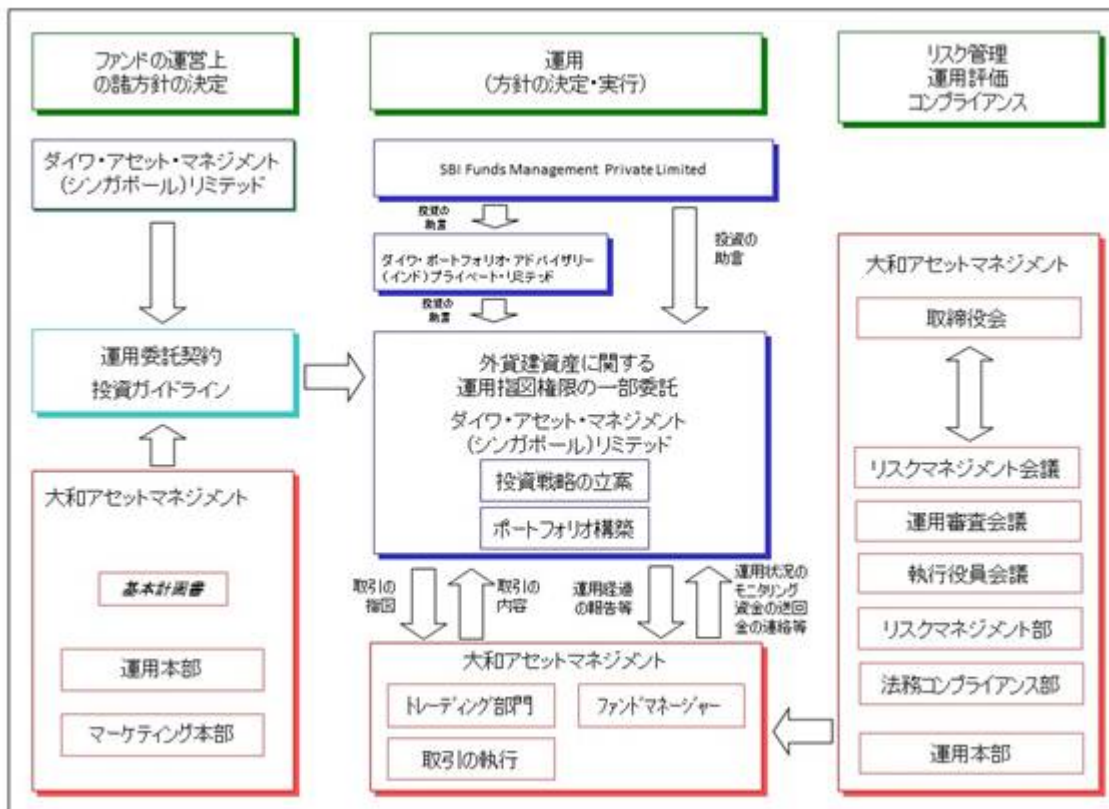 ファンドの運営上
の諸方針の決定
運用
(方針の決定・実行)
リスク管理
運用評価
コンプライアンス
ダイワ・アセット・マネジメント
(シンガポール)リミテッド
SBI Funds Management Private Limited
投資の
助言
ダイワ・ポートフォリオ・アドバイザリー
(インド)プライベート・リミテッド
投資の
助言
投資の
助言
運用委託契約
投資ガイドライン
外貨建資産に関する
運用指図権限の一部委託
ダイワ・アセット・マネジメント
(シンガポール)リミテッド
投資戦略の立案
ポートフォリオ構築
大和アセットマネジメント
基本計画書
運用本部
マーケティング本部
取引の
指図
取引の
内容
運用経過
の報告等
運用状況の
モニタリング
資金の送回
金の連絡等
大和アセットマネジメント
トレーディング部門
ファンドマネージャー
取引の執行
大和アセットマネジメント
取締役会
リスクマネジメント会議
運用審査会議
執行役員会議
リスクマネジメント部
法務コンプライアンス部
運用本部